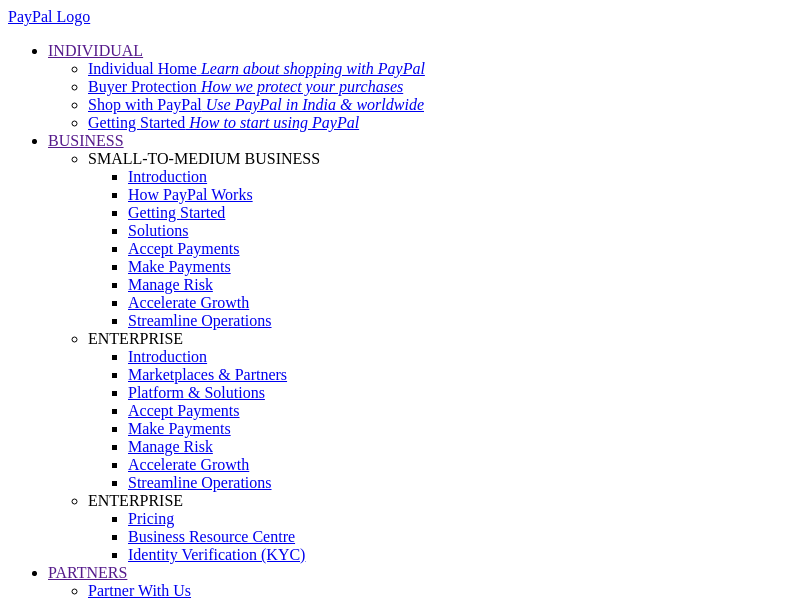 PayPal Logo
INDIVIDUAL
Individual Home Learn about shopping with PayPal
Buyer Protection How we protect your purchases
Shop with PayPal Use PayPal in India & worldwide
Getting Started How to start using PayPal
BUSINESS
SMALL-TO-MEDIUM BUSINESS
Introduction
How PayPal Works
Getting Started
Solutions
Accept Payments
Make Payments
Manage Risk
Accelerate Growth
Streamline Operations
ENTERPRISE
Introduction
Marketplaces & Partners
Platform & Solutions
Accept Payments
Make Payments
Manage Risk
Accelerate Growth
Streamline Operations
ENTERPRISE
Pricing
Business Resource Centre
Identity Verification (KYC)
PARTNERS
Partner With Us